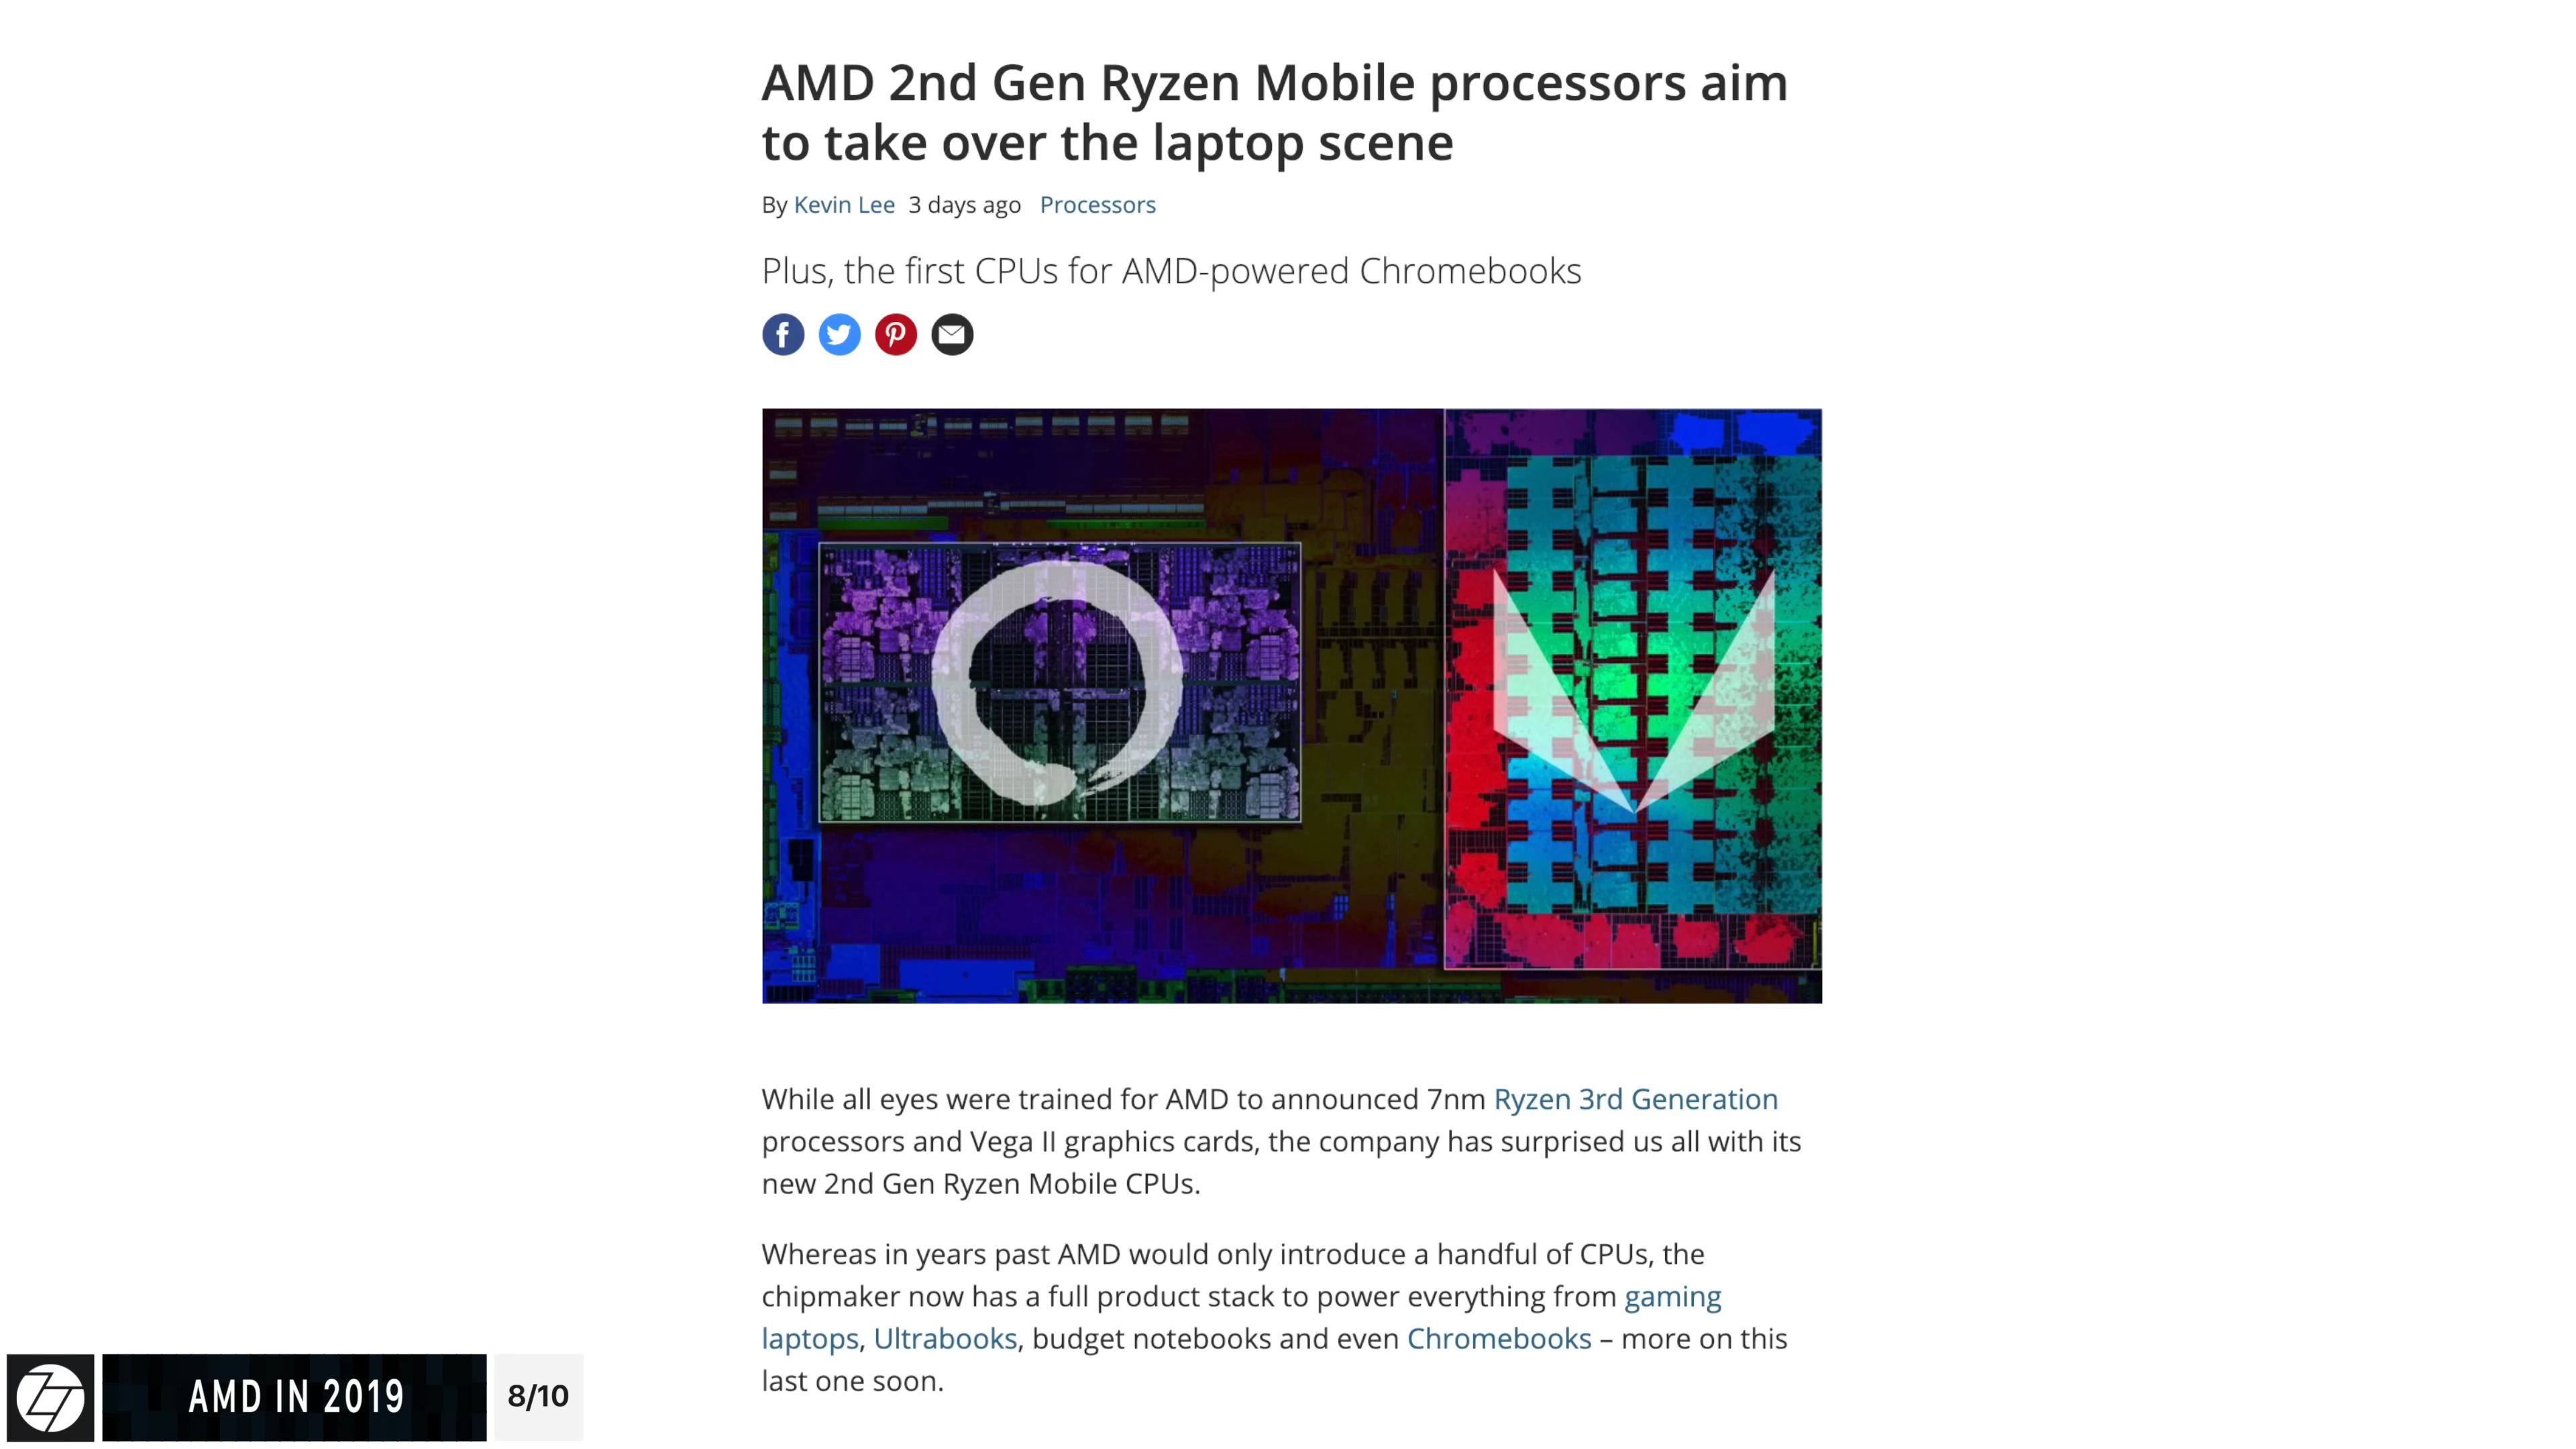 AMD 2nd Gen Ryzen Mobile processors aim
to take over the laptop scene
By Kevin Lee 3 days ago Processors
Plus, the first CPUs for AMD-powered Chromebooks
While all eyes were trained for AMD to announced 7nm Ryzen 3rd Generation
processors and Vega II graphics cards, the company has surprised us all with its
new 2nd Gen Ryzen Mobile CPUs.
Whereas in years past AMD would only introduce a handful of CPUs, the
chipmaker now has a full product stack to power everything from gaming
laptops, Ultrabooks, budget notebooks and even Chromebooks – more on this
last one soon.
AMD IN 2019
8/10